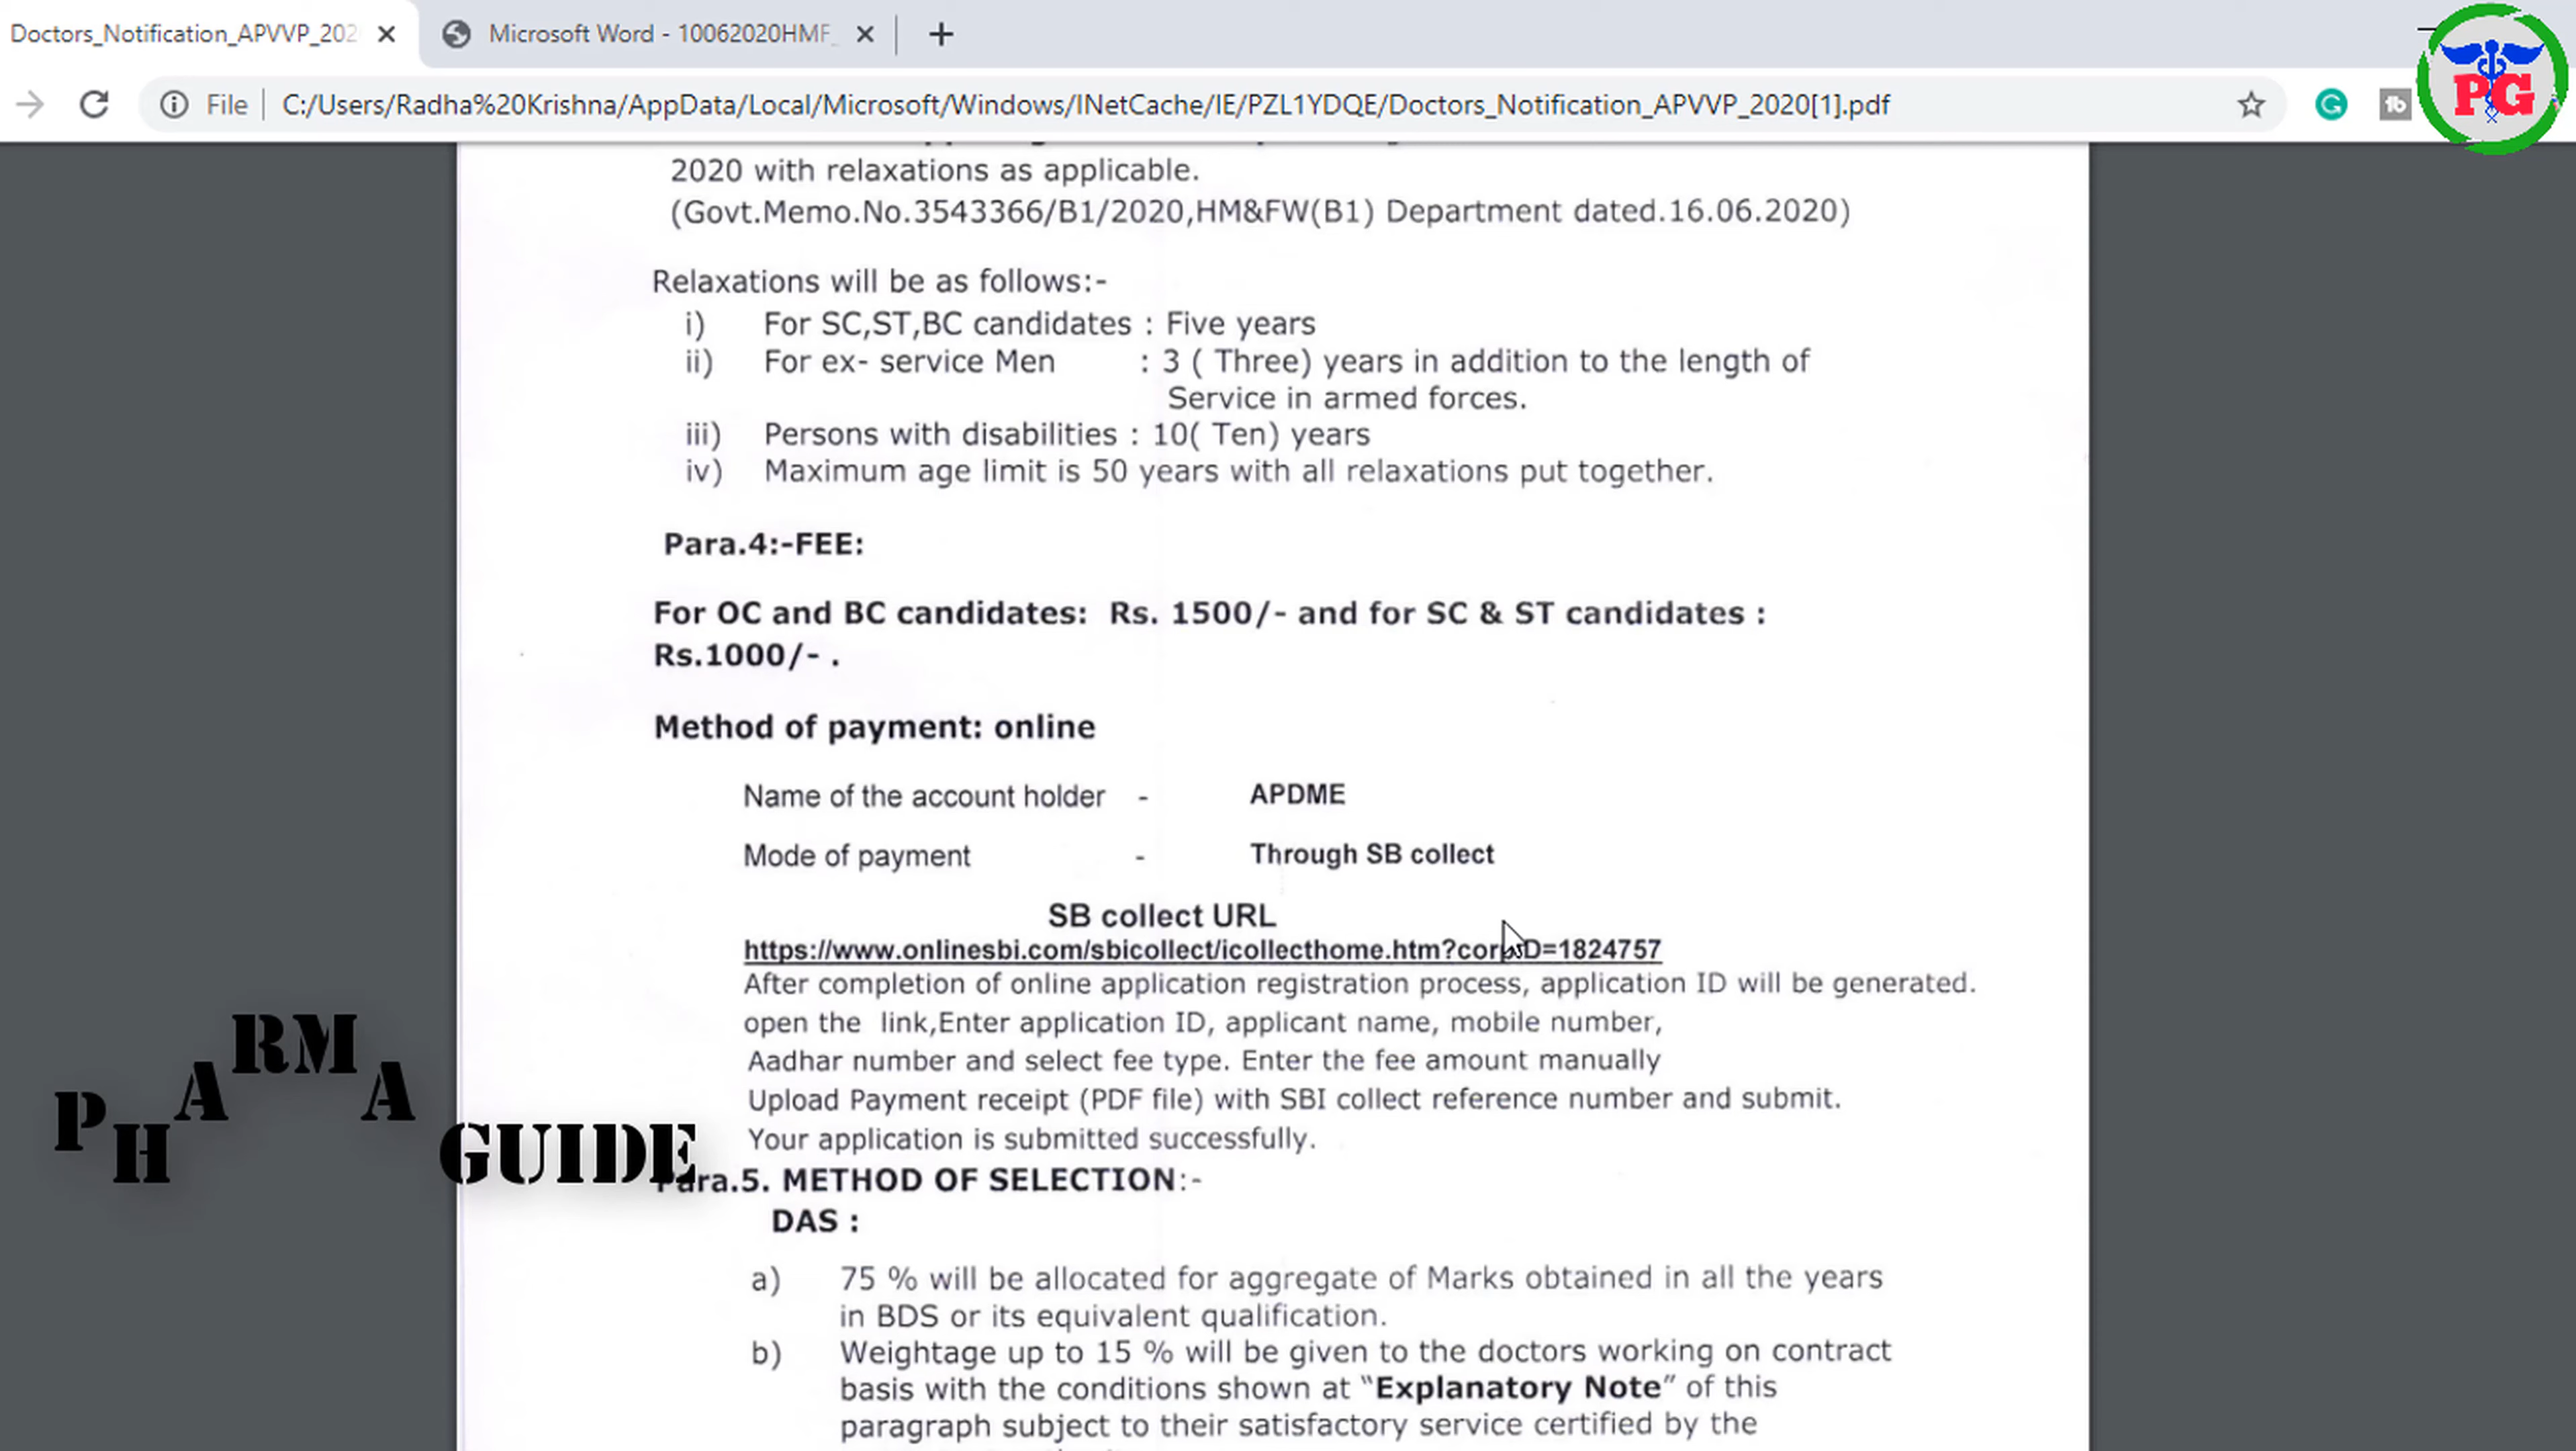 Doctors_Notification_APVVP_202
Microsoft Word - 10062020HMF_
File
C:/Users/Radha%20Krishna/AppData/Local/Microsoft/Windows/INetCache/IE/PZL1YDQE/Doctors_Notification_APVVP_2020[1].pdf
PG
2020 with relaxations as applicable.
(Govt.Memo.No.3543366/B1/2020,HM&FW(B1) Department dated.16.06.2020)
Relaxations will be as follows:-
i) For SC,ST,BC candidates : Five years
ii) For ex- service Men : 3 ( Three) years in addition to the length of
Service in armed forces.
iii) Persons with disabilities : 10( Ten) years
iv) Maximum age limit is 50 years with all relaxations put together.
Para.4:-FEE:
For OC and BC candidates: Rs. 1500/- and for SC & ST candidates :
Rs.1000/- .
Method of payment: online
Name of the account holder - APDME
Mode of payment - Through SB collect
SB collect URL
https://www.onlinesbi.com/sbicollect/icollecthome.htm?corpID=1824757
After completion of online application registration process, application ID will be generated.
open the link,Enter application ID, applicant name, mobile number,
Aadhar number and select fee type. Enter the fee amount manually
Upload Payment receipt (PDF file) with SBI collect reference number and submit.
Your application is submitted successfully.
PHARMA GUIDE
Para.5. METHOD OF SELECTION:-
DAS :
a) 75 % will be allocated for aggregate of Marks obtained in all the years
in BDS or its equivalent qualification.
b) Weightage up to 15 % will be given to the doctors working on contract
basis with the conditions shown at "Explanatory Note" of this
paragraph subject to their satisfactory service certified by the